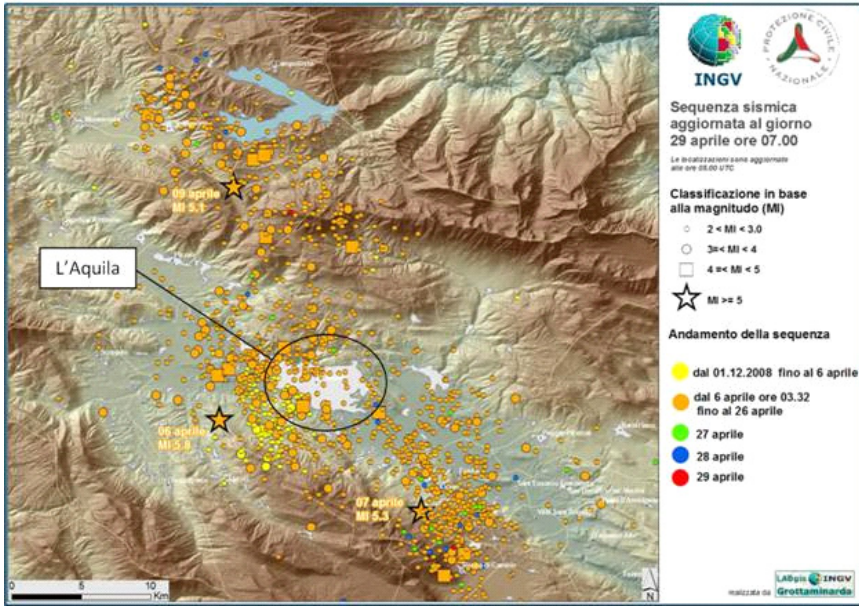 09 aprile
Ml 5.1
L'Aquila
06 aprile
Ml 5.8
07 aprile
Ml 5.3
0 5 10
Km
N
INGV
PROTEZIONE CIVILE
NAZIONALE
Sequenza sismica
aggiornata al giorno
29 aprile ore 07.00
Le localizzazioni sono aggiornate
alle ore 05.00 UTC
Classificazione in base
alla magnitudo (Ml)
2 < Ml < 3.0
3=< Ml < 4
4 =< Ml < 5
Ml >= 5
Andamento della sequenza
dal 01.12.2008 fino al 6 aprile
dal 6 aprile ore 03.32
fino al 26 aprile
27 aprile
28 aprile
29 aprile
realizzata da
LABgis INGV
Grottaminarda